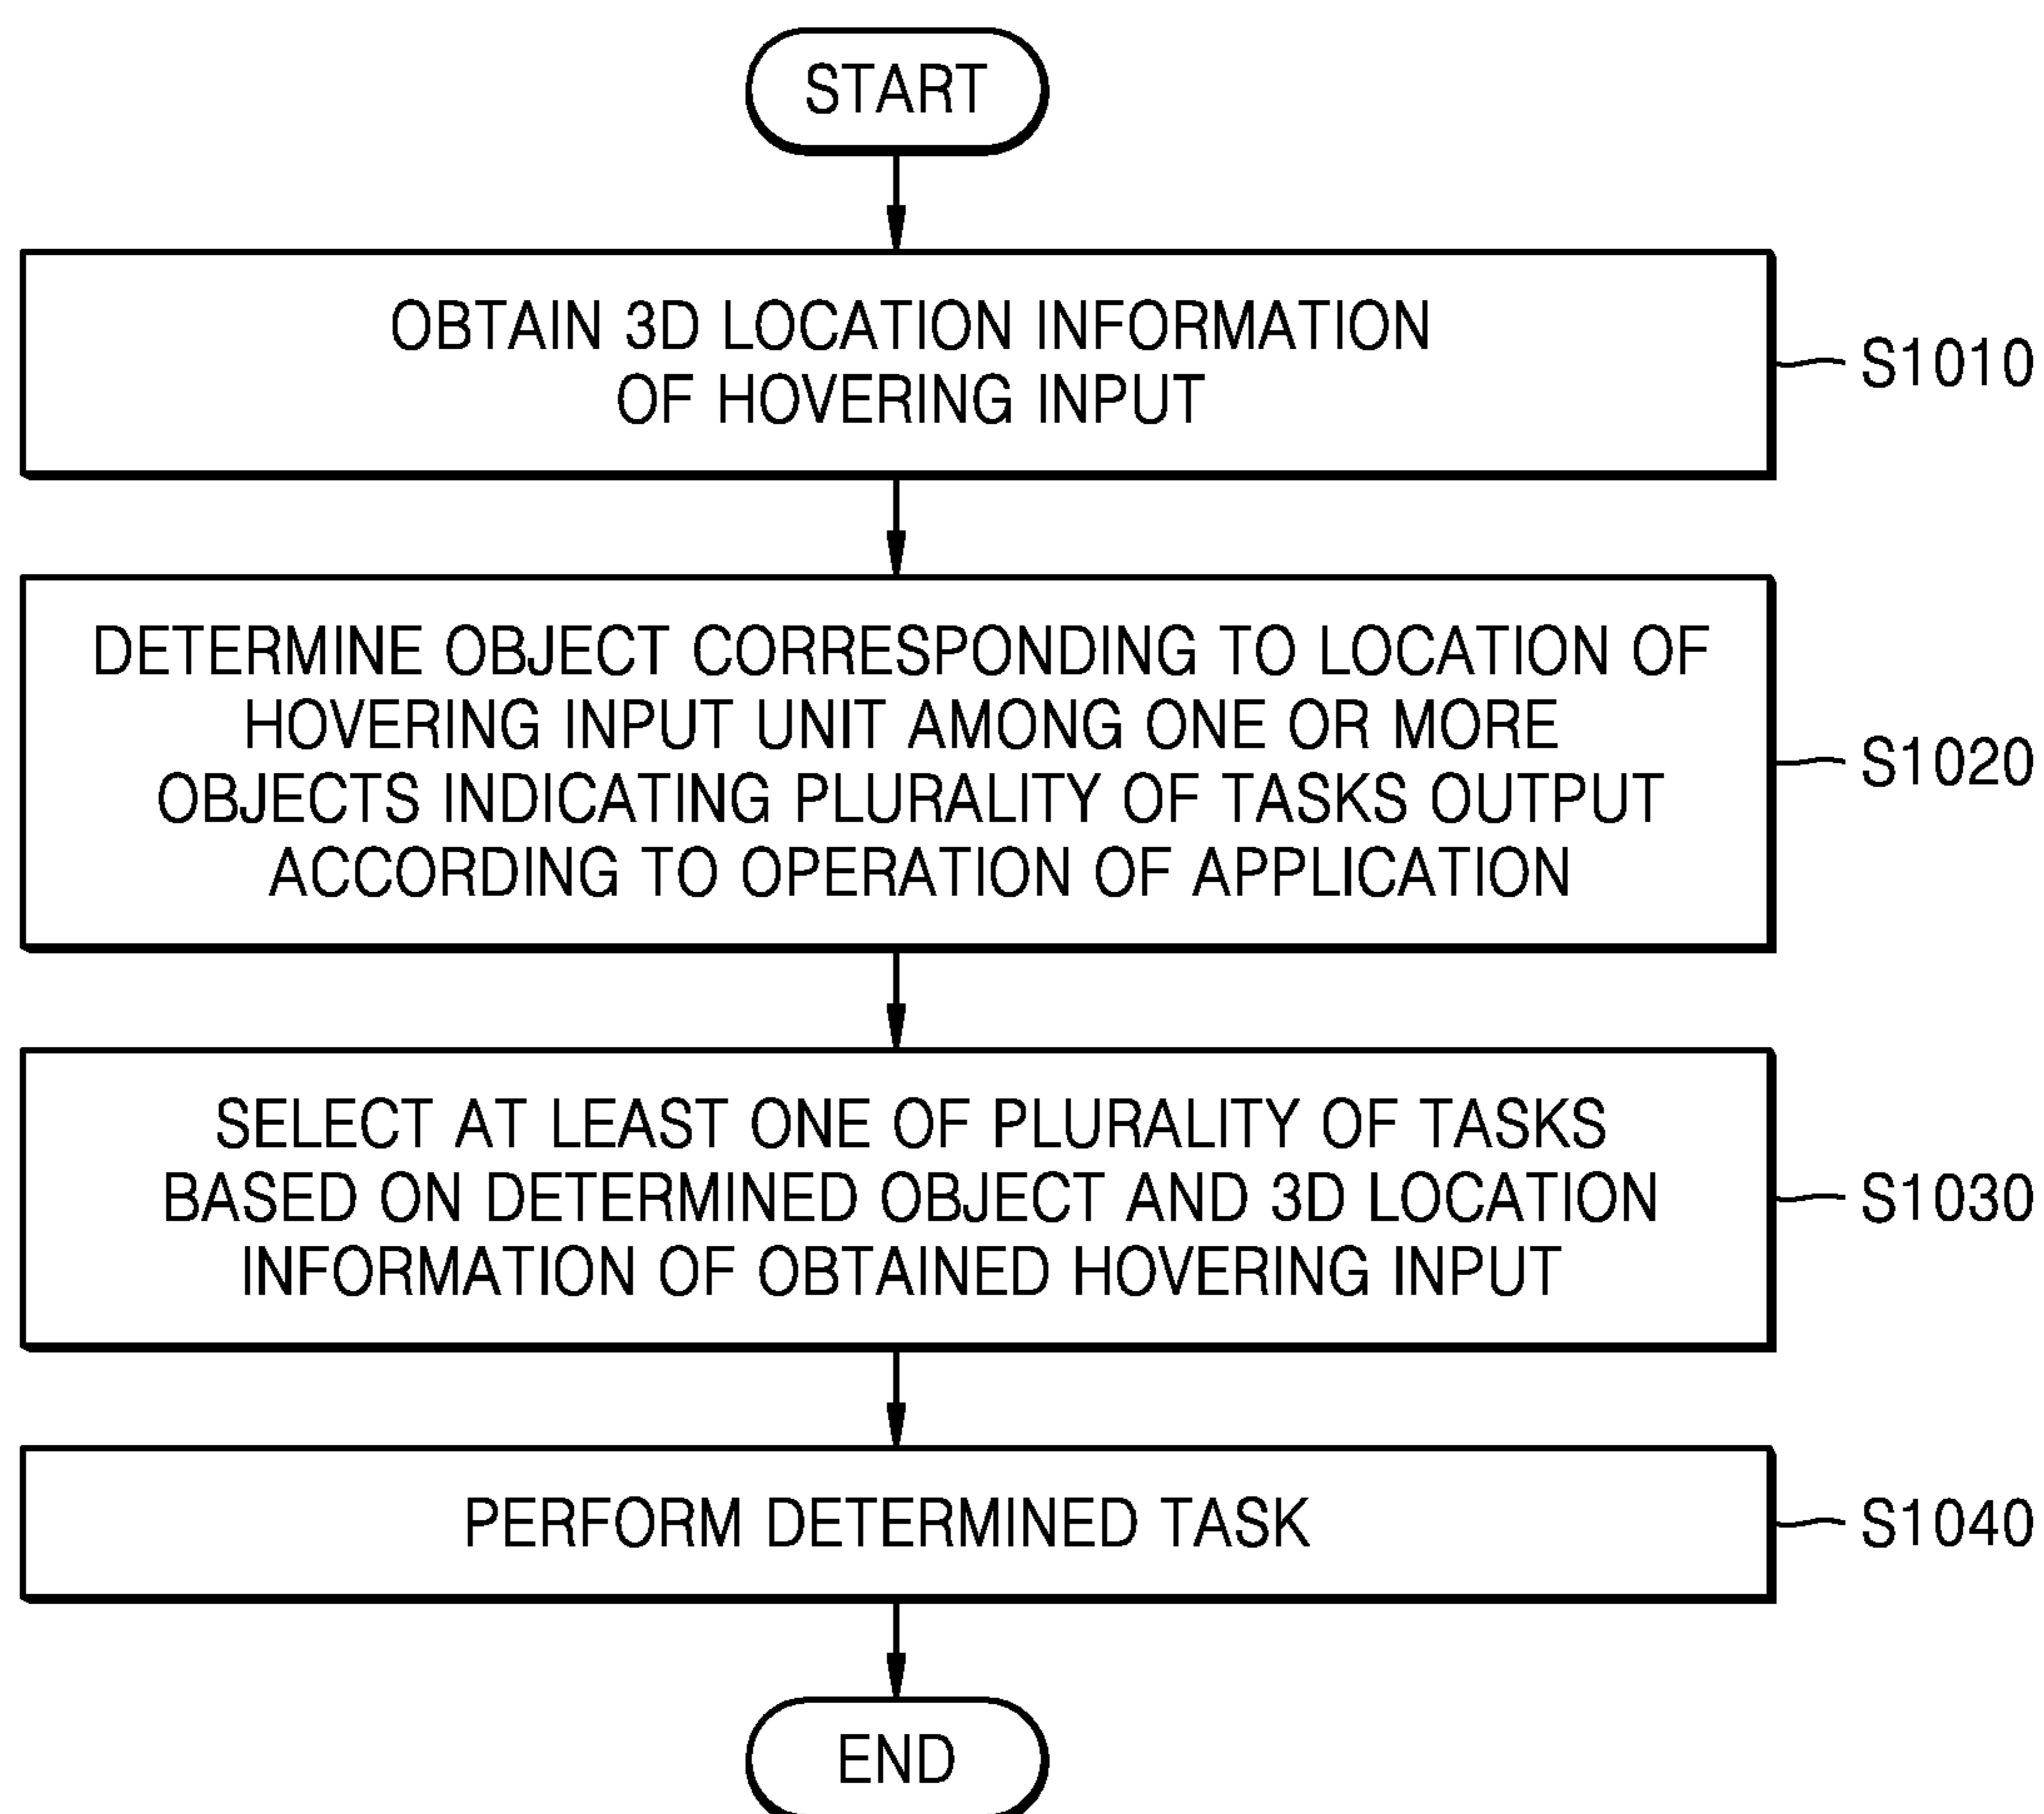 START
OBTAIN 3D LOCATION INFORMATION
OF HOVERING INPUT
S1010
DETERMINE OBJECT CORRESPONDING TO LOCATION OF
HOVERING INPUT UNIT AMONG ONE OR MORE
OBJECTS INDICATING PLURALITY OF TASKS OUTPUT
ACCORDING TO OPERATION OF APPLICATION
S1020
SELECT AT LEAST ONE OF PLURALITY OF TASKS
BASED ON DETERMINED OBJECT AND 3D LOCATION
INFORMATION OF OBTAINED HOVERING INPUT
S1030
PERFORM DETERMINED TASK
S1040
END